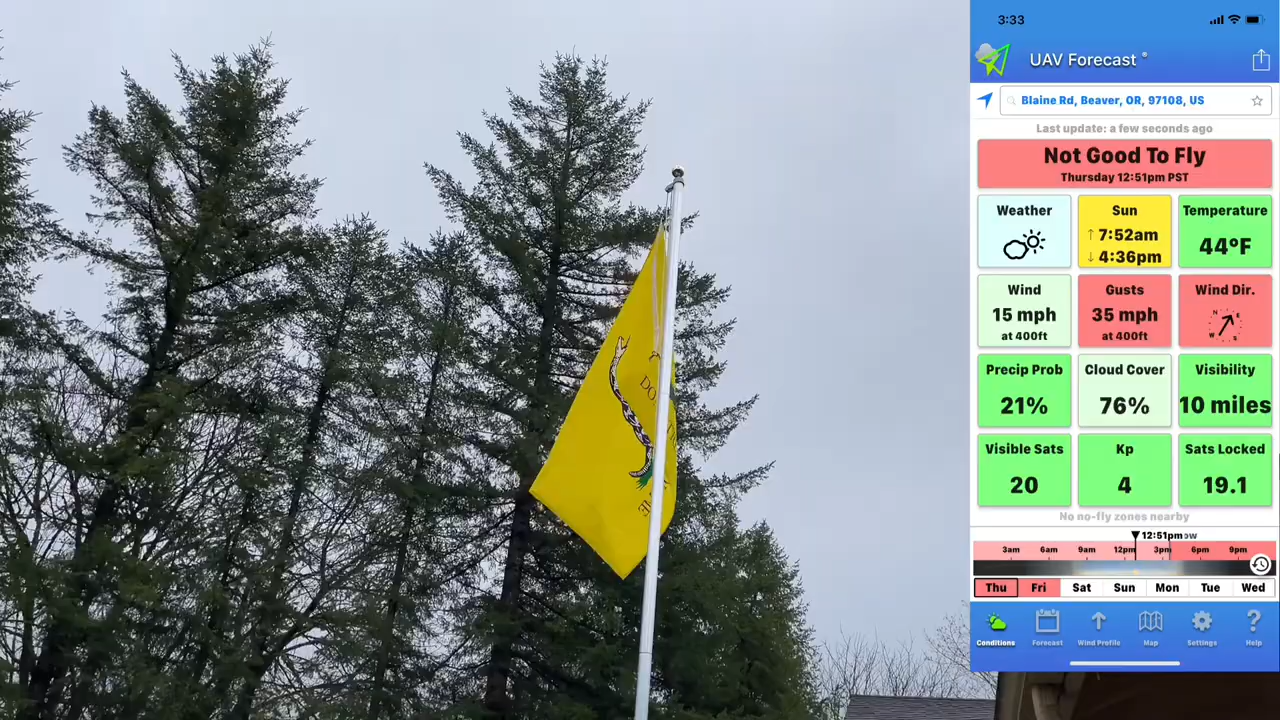 3:33
UAV Forecast
Blaine Rd, Beaver, OR, 97108, US
Last update: a few seconds ago
Not Good To Fly
Thursday 12:51pm PST
Weather
Sun
Temperature
↑ 7:52am
↓ 4:36pm
44°F
Wind
Gusts
Wind Dir.
15 mph
35 mph
at 400ft
at 400ft
N
E
W
S
Precip Prob
Cloud Cover
Visibility
21%
76%
10 miles
Visible Sats
Kp
Sats Locked
20
4
19.1
No no-fly zones nearby
12:51pm
3am 6am 9am 12pm 3pm 6pm 9pm
Thu Fri Sat Sun Mon Tue Wed
Conditions Forecast Wind Profile Map Settings Help
DO